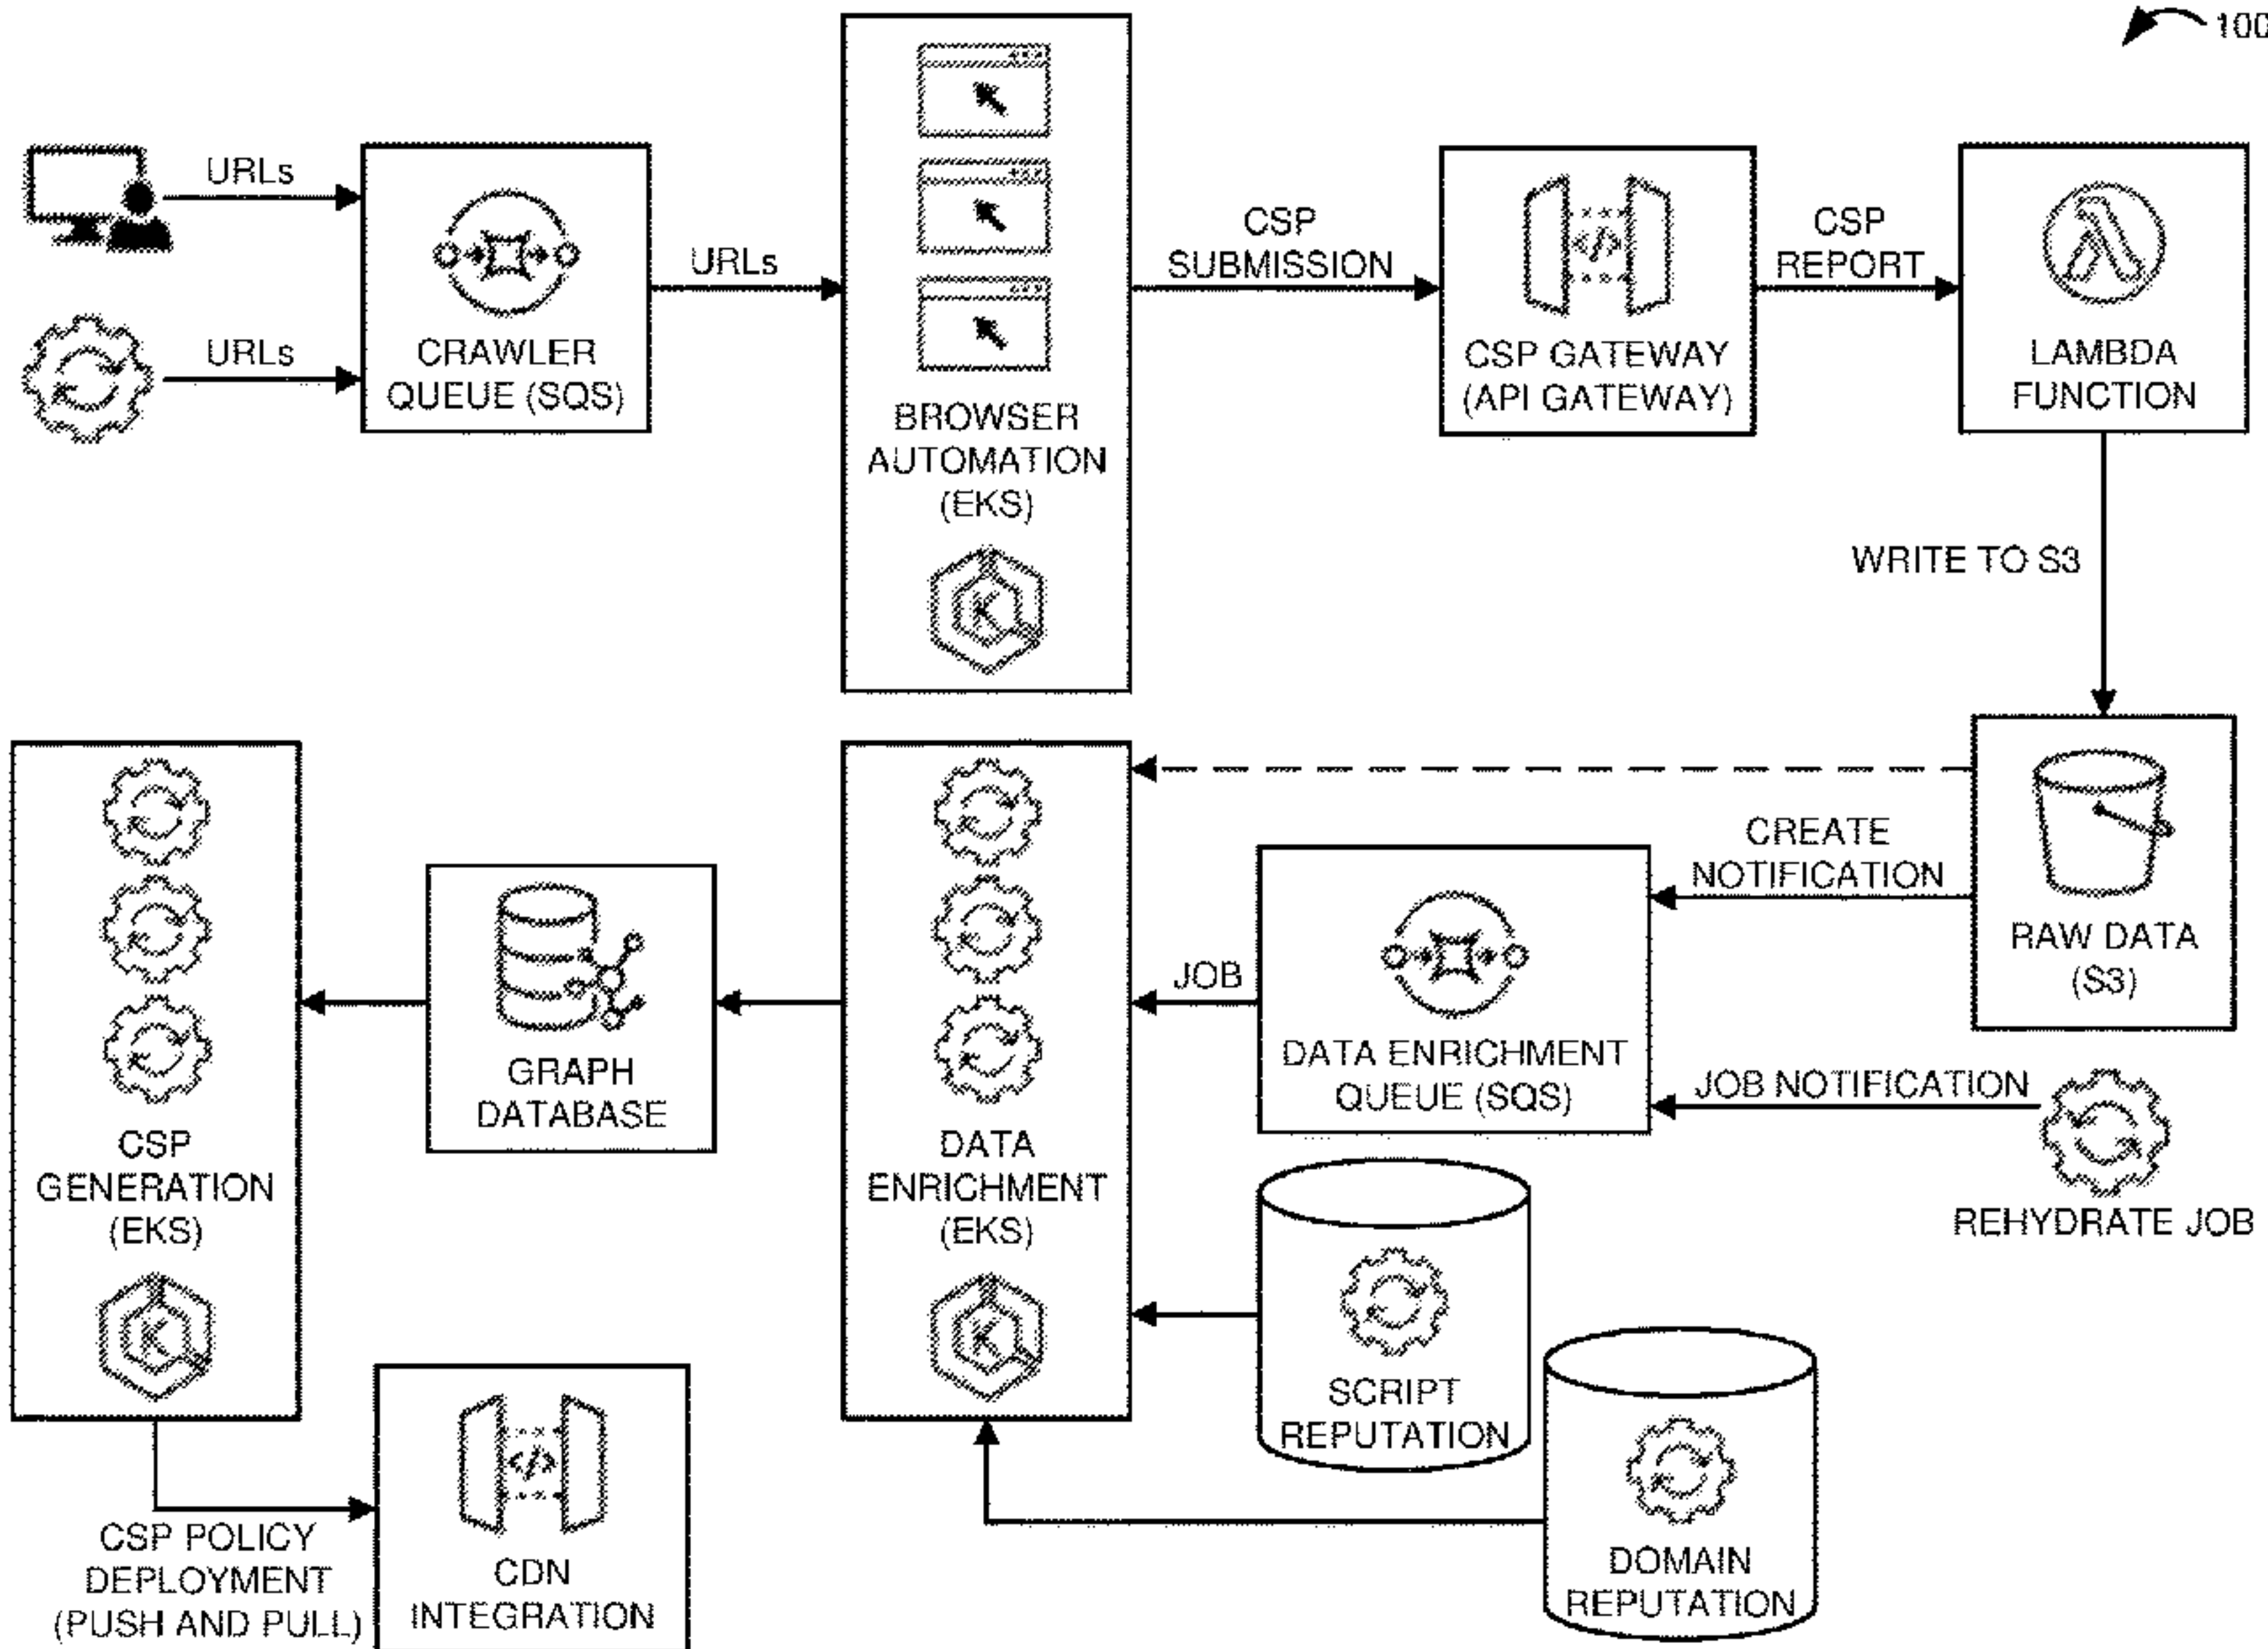 100
URLs
URLs
CRAWLER
QUEUE (SQS)
URLs
BROWSER
AUTOMATION
(EKS)
K
CSP
SUBMISSION
</>
CSP GATEWAY
(API GATEWAY)
CSP
REPORT
LAMBDA
FUNCTION
WRITE TO S3
RAW DATA
(S3)
CREATE
NOTIFICATION
DATA ENRICHMENT
QUEUE (SQS)
JOB NOTIFICATION
REHYDRATE JOB
JOB
DATA
ENRICHMENT
(EKS)
K
SCRIPT
REPUTATION
DOMAIN
REPUTATION
GRAPH
DATABASE
CSP
GENERATION
(EKS)
K
CSP POLICY
DEPLOYMENT
(PUSH AND PULL)
</>
CDN
INTEGRATION